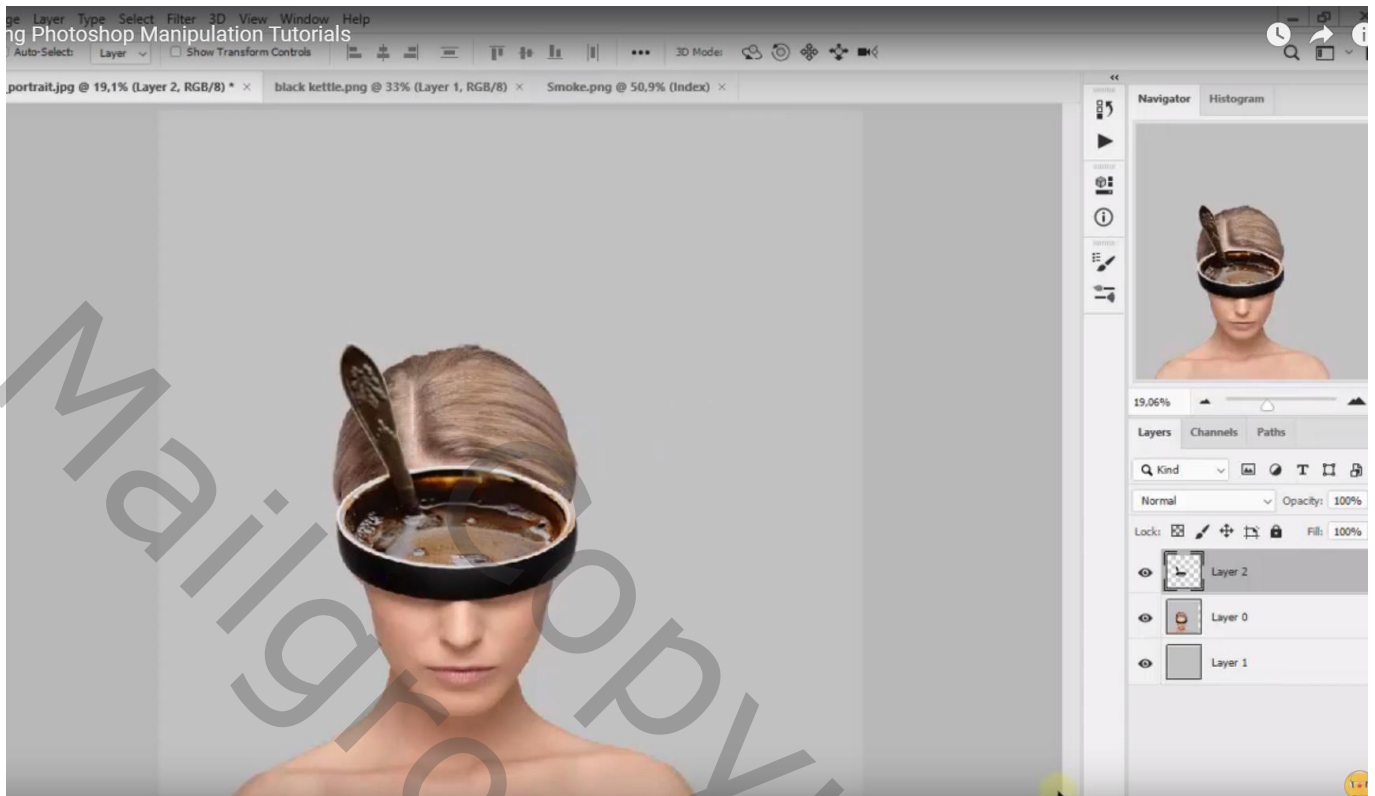 ge Layer Type Select Filter 3D View Window Help
ng Photoshop Manipulation Tutorials
Auto-Select: Layer Show Transform Controls 3D Mode:
_portrait.jpg @ 19,1% (Layer 2, RGB/8) * × black kettle.png @ 33% (Layer 1, RGB/8) × Smoke.png @ 50,9% (Index) ×
Navigator Histogram
19,06%
Layers Channels Paths
Kind
Normal Opacity: 100%
Lock: Fill: 100%
Layer 2
Layer 0
Layer 1
Mailgro
Copy